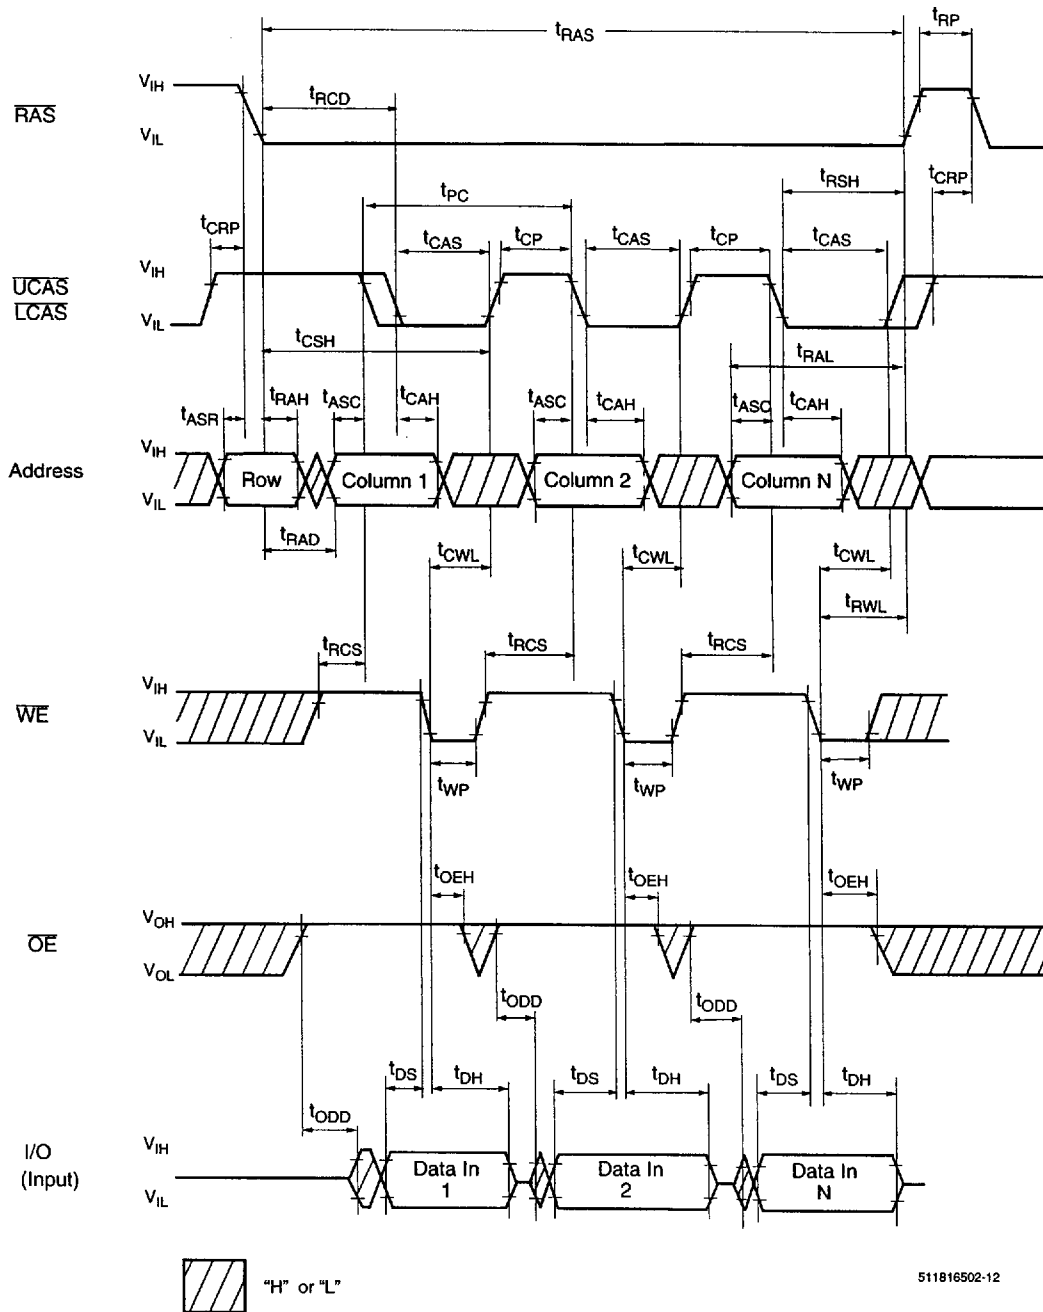 tRAS
tRP
VIH
RAS
VIL
tRCD
tCRP
tPC
tRSH
tCRP
tCAS
tCP
tCAS
tCP
tCAS
VIH
UCAS
LCAS
VIL
tCSH
tRAL
tASR
tRAH
tASC
tCAH
tASC
tCAH
tASC
tCAH
VIH
Address
Row
Column 1
Column 2
Column N
VIL
tRAD
tCWL
tCWL
tCWL
tRWL
tRCS
tRCS
tRCS
VIH
WE
VIL
tWP
tWP
tWP
tOEH
tOEH
tOEH
VOH
OE
VOL
tODD
tODD
tDS
tDH
tDS
tDH
tDS
tDH
tODD
VIH
I/O
(Input)
VIL
Data In
1
Data In
2
Data In
N
"H" or "L"
511816502-12